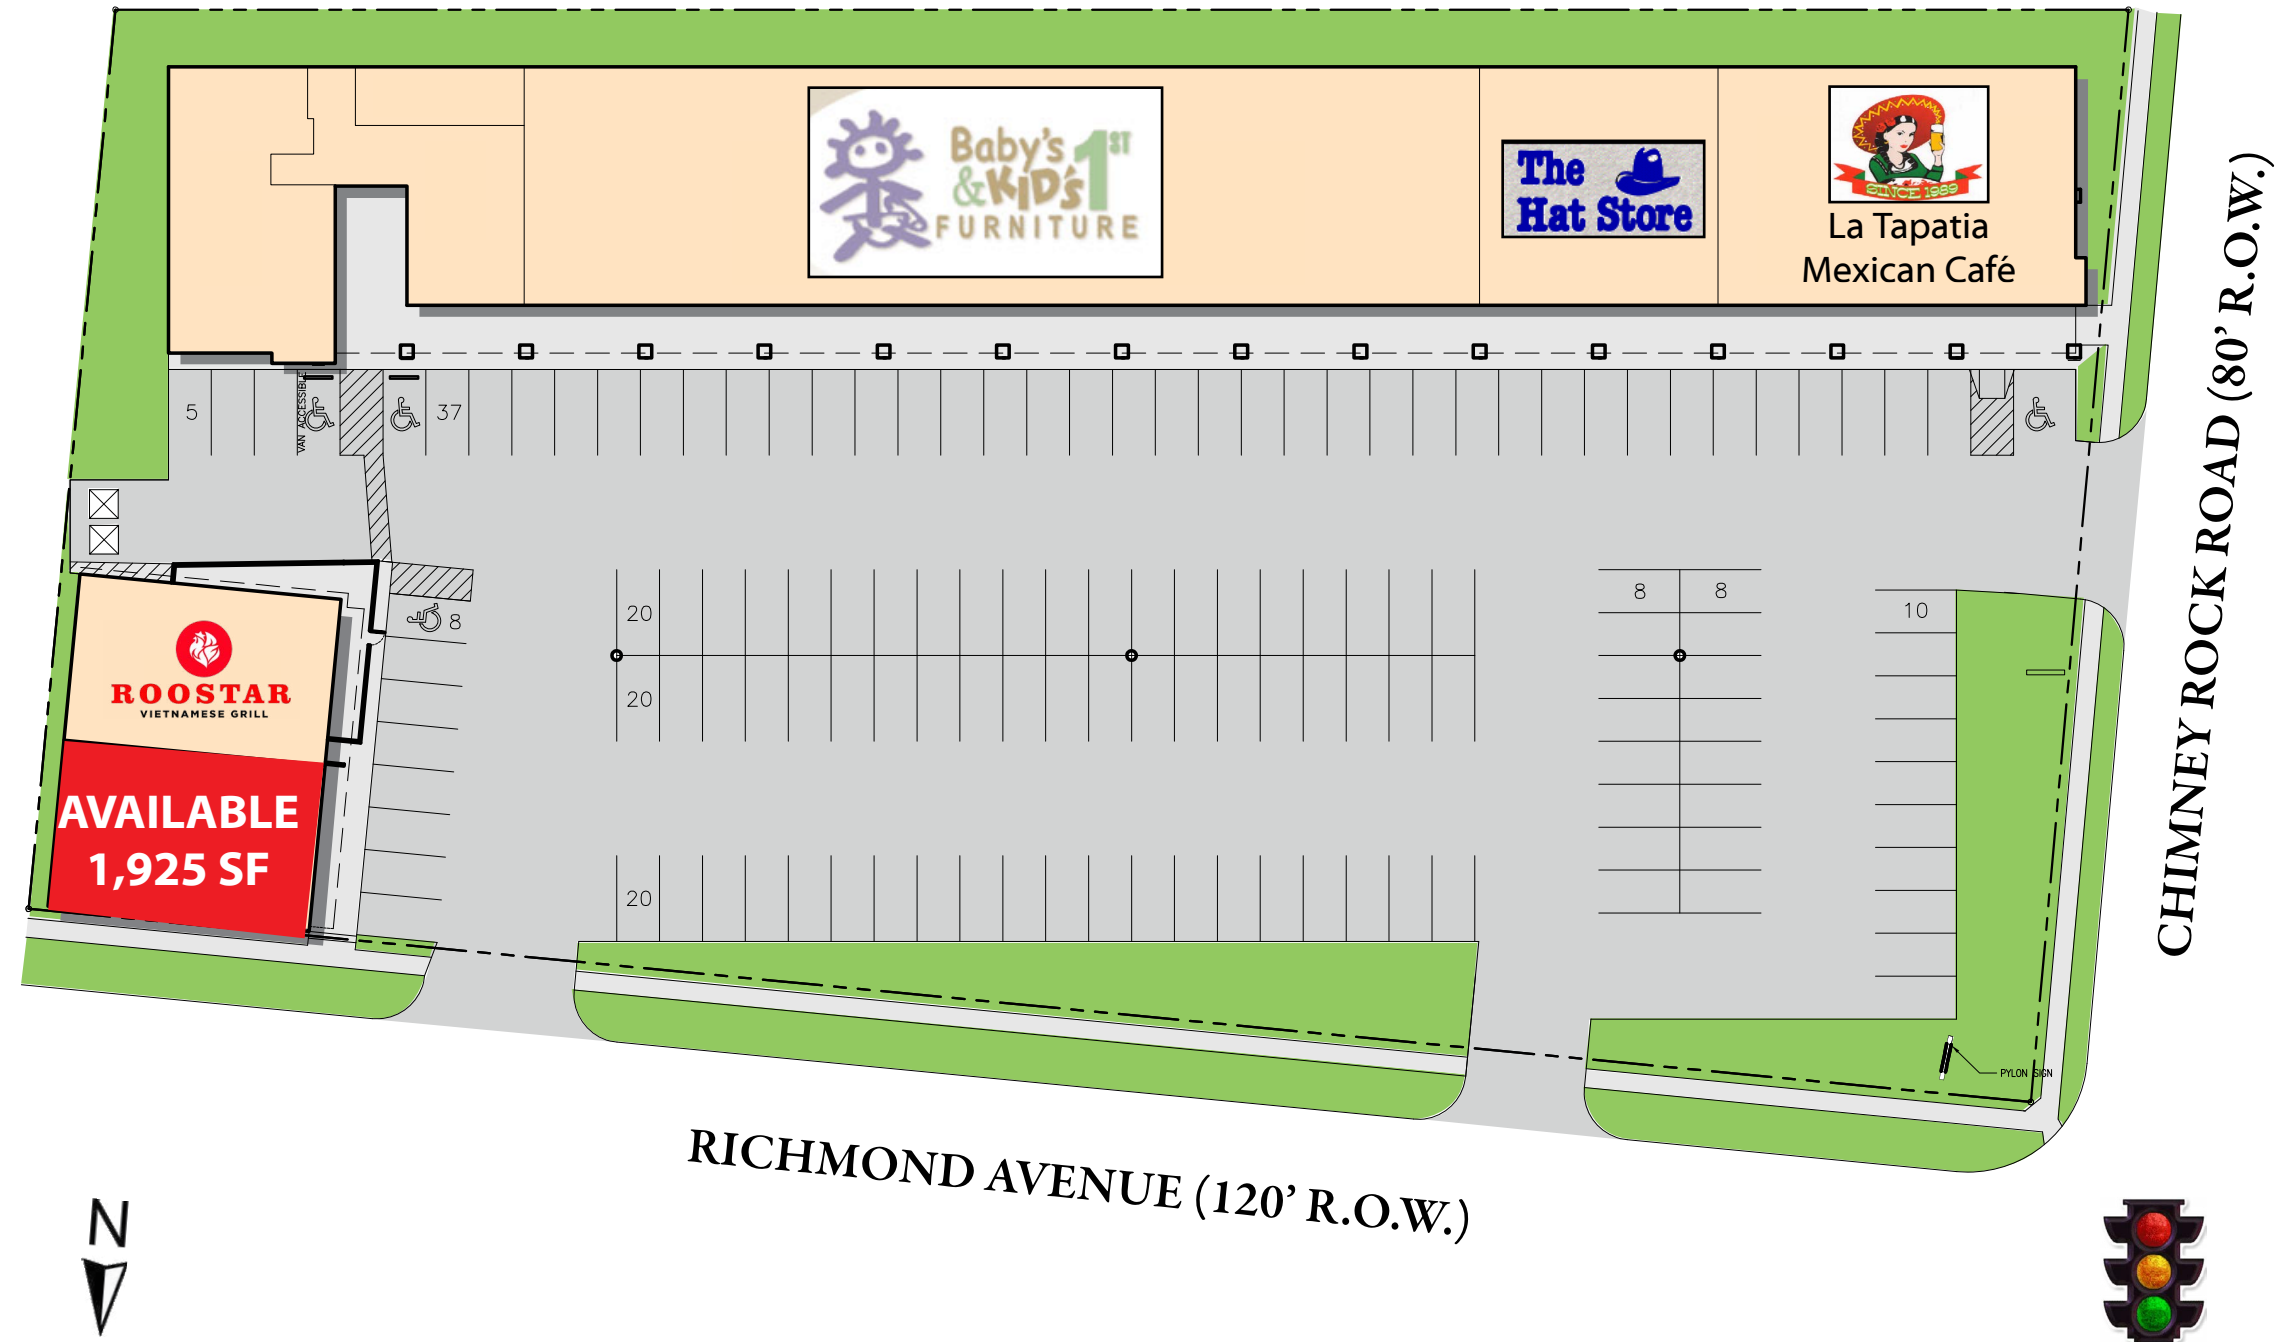 Baby's 1ST
& KID's
FURNITURE
The
Hat Store
SINCE 1989
La Tapatia
Mexican Café
5
VAN ACCESSIBLE
37
CHIMNEY ROCK ROAD (80’ R.O.W.)
8
20
8
8
10
20
ROOSTAR
VIETNAMESE GRILL
AVAILABLE
1,925 SF
20
PYLON SIGN
RICHMOND AVENUE (120’ R.O.W.)
N